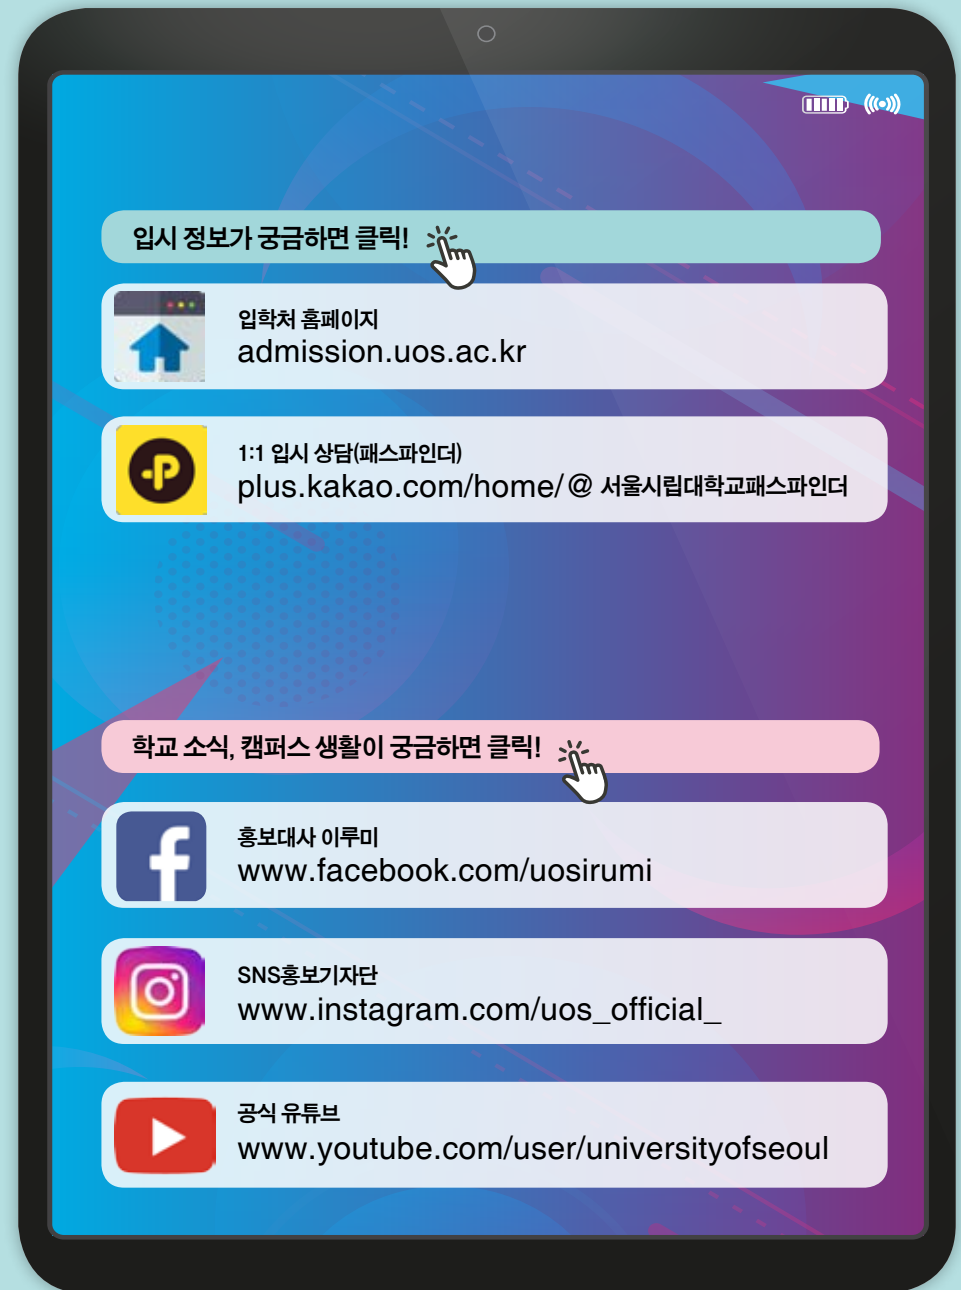 입시 정보가 궁금하면 클릭!
입학처 홈페이지
admission.uos.ac.kr
1:1 입시 상담(패스파인더)
plus.kakao.com/home/@ 서울시립대학교패스파인더
학교 소식, 캠퍼스 생활이 궁금하면 클릭!
홍보대사 이루미
www.facebook.com/uosirumi
SNS홍보기자단
www.instagram.com/uos_official_
공식 유튜브
www.youtube.com/user/universityofseoul